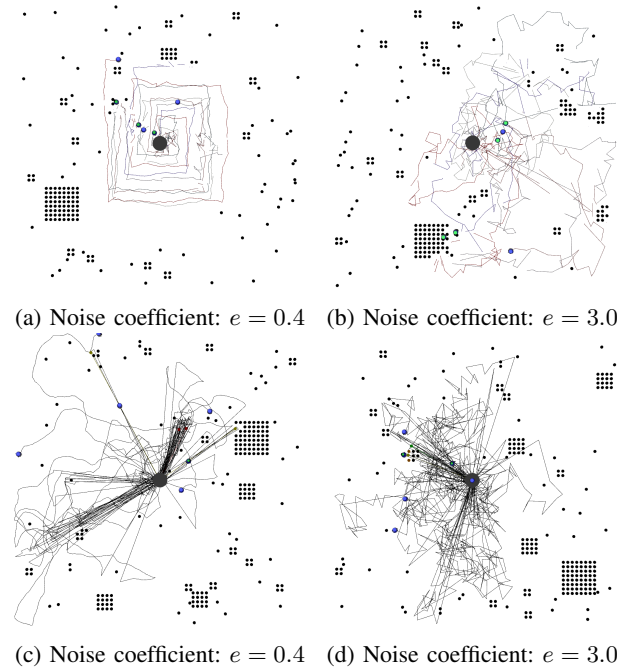 (a) Noise coefficient: e = 0.4
(b) Noise coefficient: e = 3.0
(c) Noise coefficient: e = 0.4
(d) Noise coefficient: e = 3.0